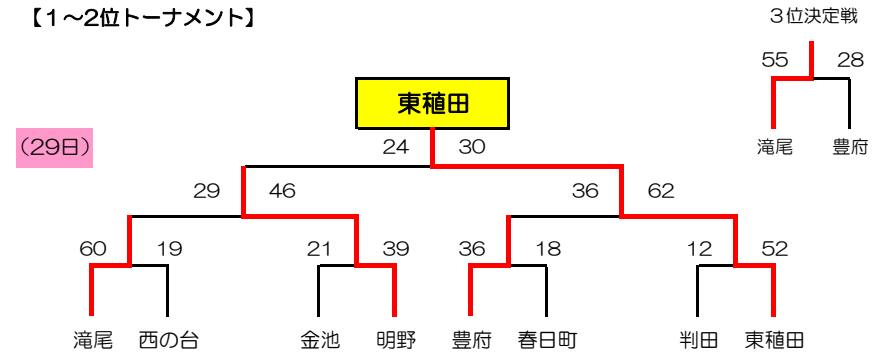 【1～2位トーナメント】
３位決定戦
55 28
東稙田
(29日)
24 30
滝尾 豊府
29 46 36 62
60 19 21 39 36 18 12 52
滝尾 西の台 金池 明野 豊府 春日町 判田 東稙田